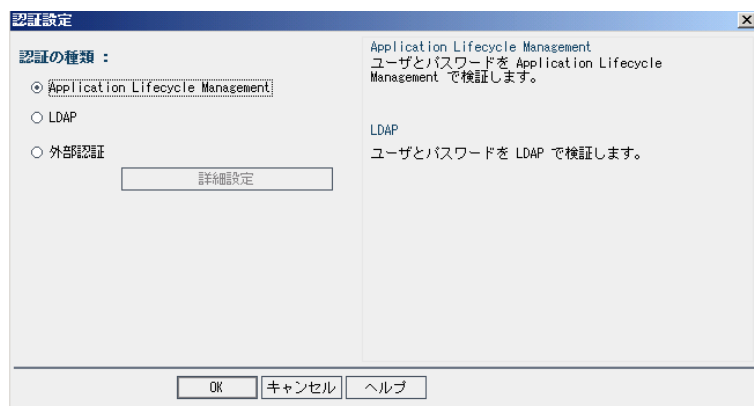 認証設定
認証の種類 :
Application Lifecycle Management
LDAP
外部認証
詳細設定
Application Lifecycle Management
ユーザとパスワードを Application Lifecycle
Management で検証します。
LDAP
ユーザとパスワードを LDAP で検証します。
OK
キャンセル
ヘルプ